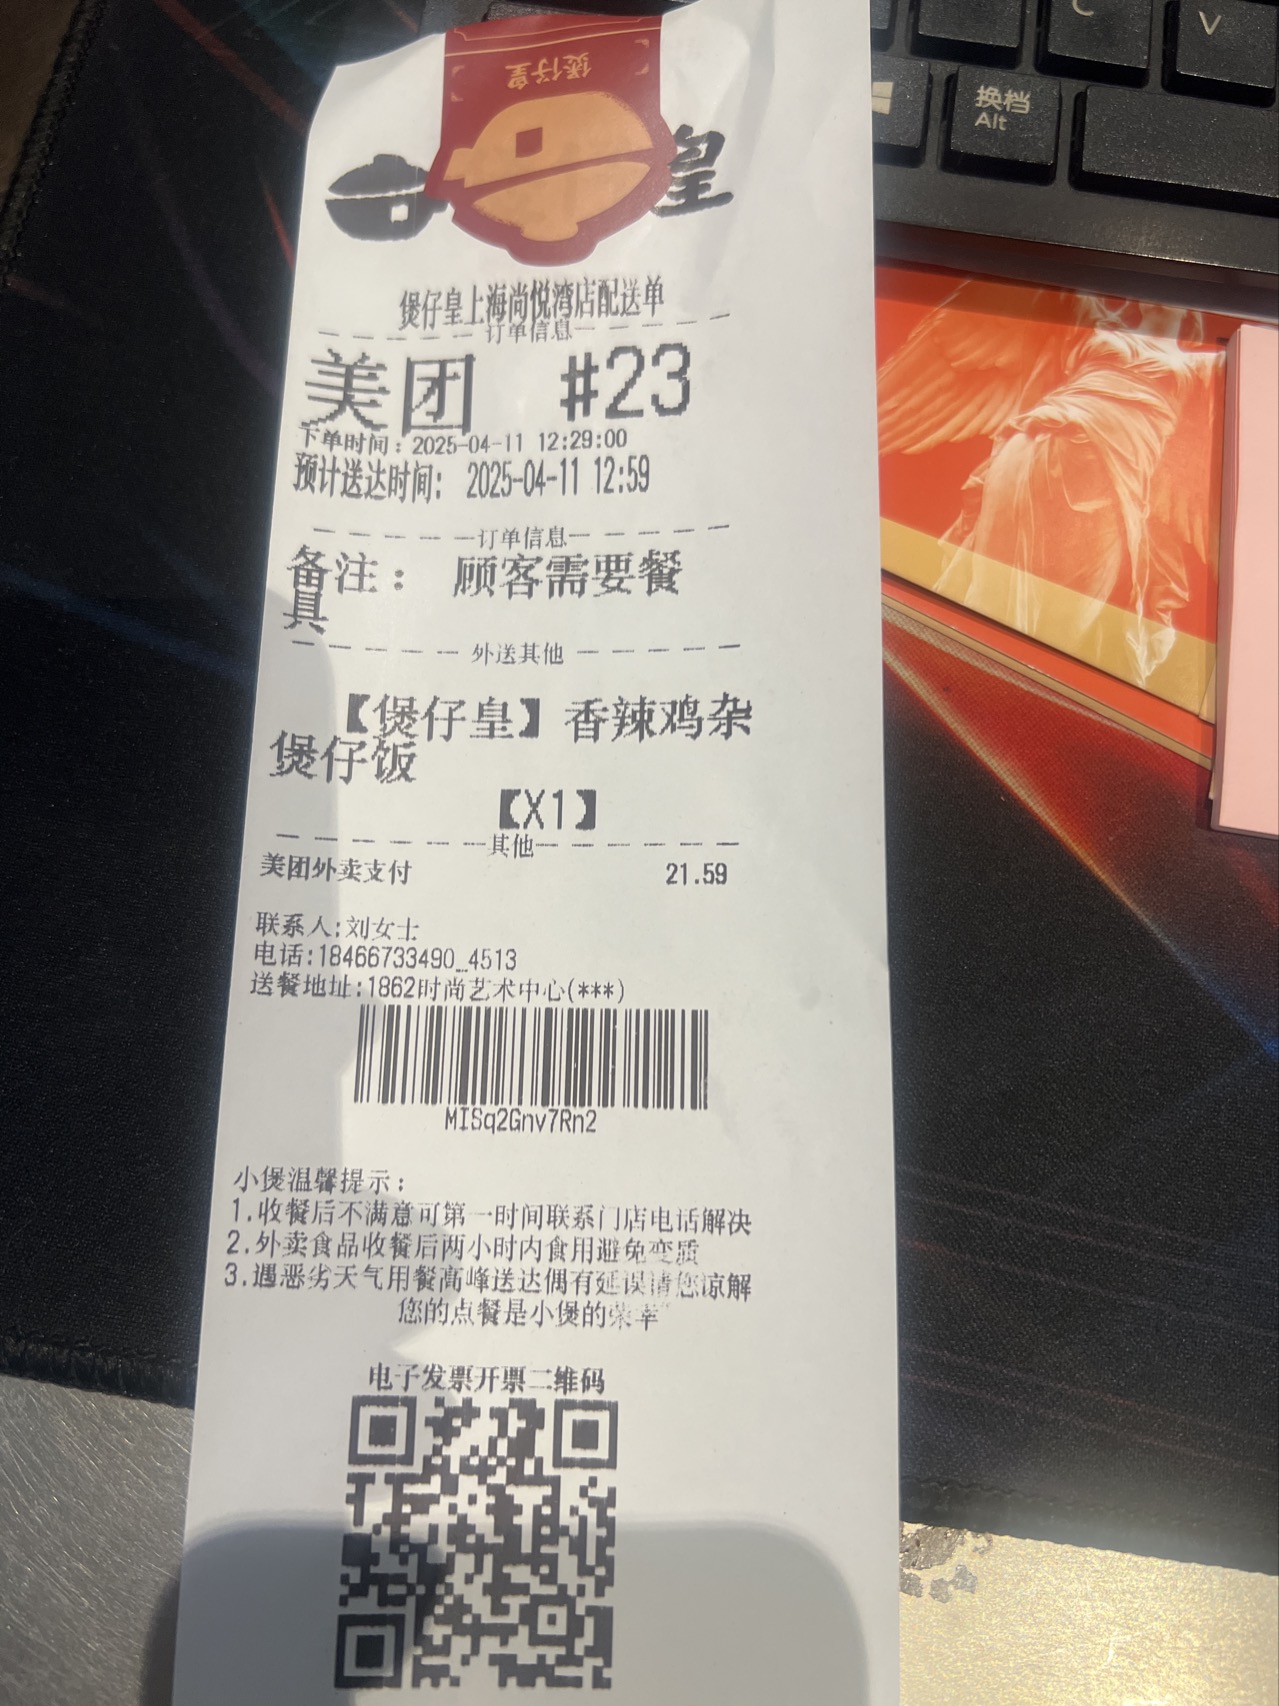 煲仔皇
皇
煲仔皇上海尚悦湾店配送单
订单信息
美团 #23
下单时间：2025-04-11 12:29:00
预计送达时间: 2025-04-11 12:59
订单信息
备注： 顾客需要餐
具
外送其他
【煲仔皇】香辣鸡杂
煲仔饭
【X1】
其他
美团外卖支付 21.59
联系人:刘女士
电话:18466733490_4513
送餐地址:1862时尚艺术中心(***)
MISq2Gnv7Rn2
小煲温馨提示：
1.收餐后不满意可第一时间联系门店电话解决
2.外卖食品收餐后两小时内食用避免变质
3.遇恶劣天气用餐高峰送达偶有延误请您谅解
您的点餐是小煲的荣幸
电子发票开票二维码
C
V
换档
Alt